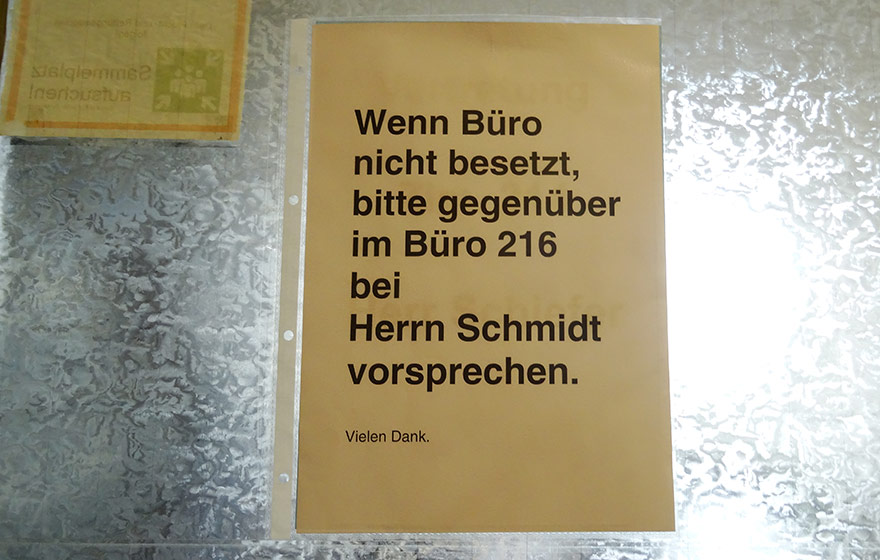 Sammelplatz
aufsuchen!
Wenn Büro
nicht besetzt,
bitte gegenüber
im Büro 216
bei
Herrn Schmidt
vorsprechen.
Vielen Dank.